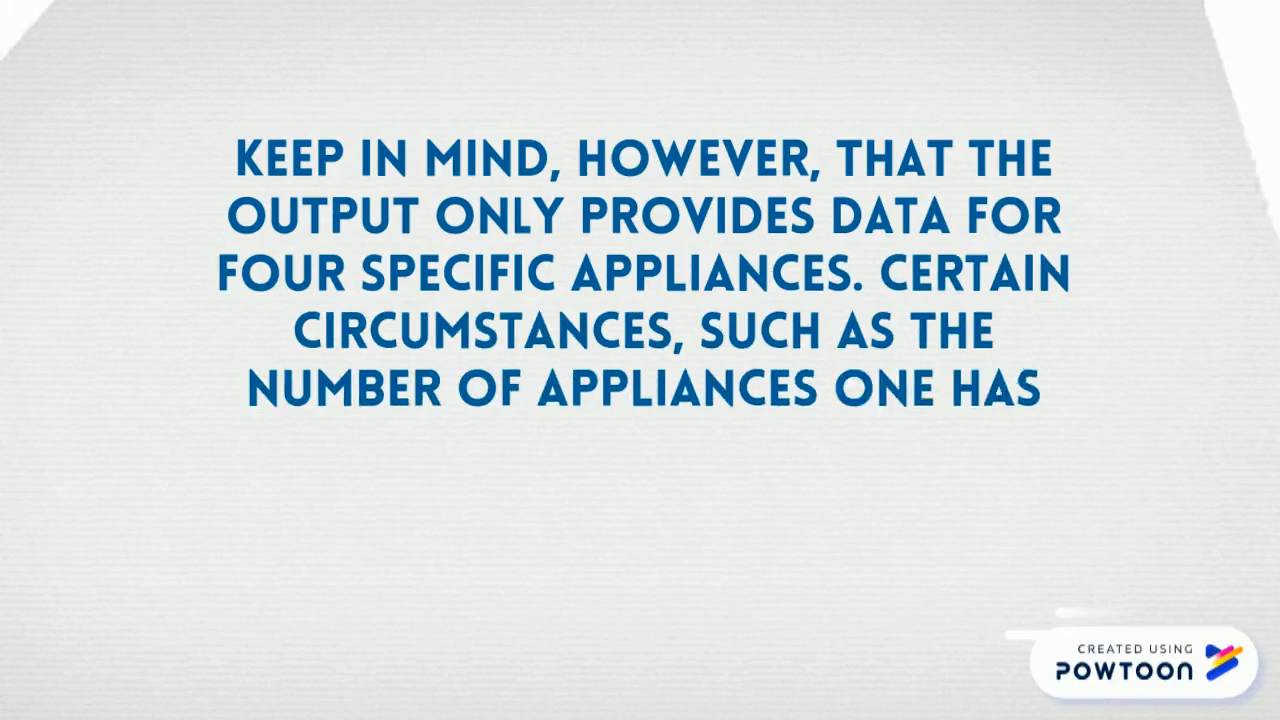 KEEP IN MIND, HOWEVER, THAT THE
OUTPUT ONLY PROVIDES DATA FOR
FOUR SPECIFIC APPLIANCES. CERTAIN
CIRCUMSTANCES, SUCH AS THE
NUMBER OF APPLIANCES ONE HAS
CREATED USING
POWTOON